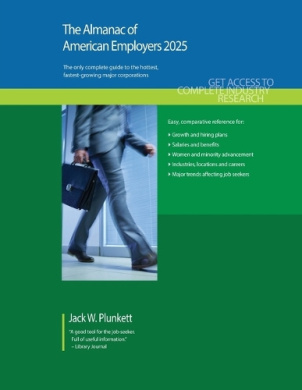 The Almanac of
American Employers 2025
The only complete guide to the hottest,
fastest-growing major corporations
GET ACCESS TO
COMPLETE INDUSTRY
RESEARCH
Easy, comparative reference for:
Growth and hiring plans
Salaries and benefits
Women and minority advancement
Industries, locations and careers
Major trends affecting job seekers
Jack W. Plunkett
"A good tool for the job-seeker.
Full of useful information."
– Library Journal